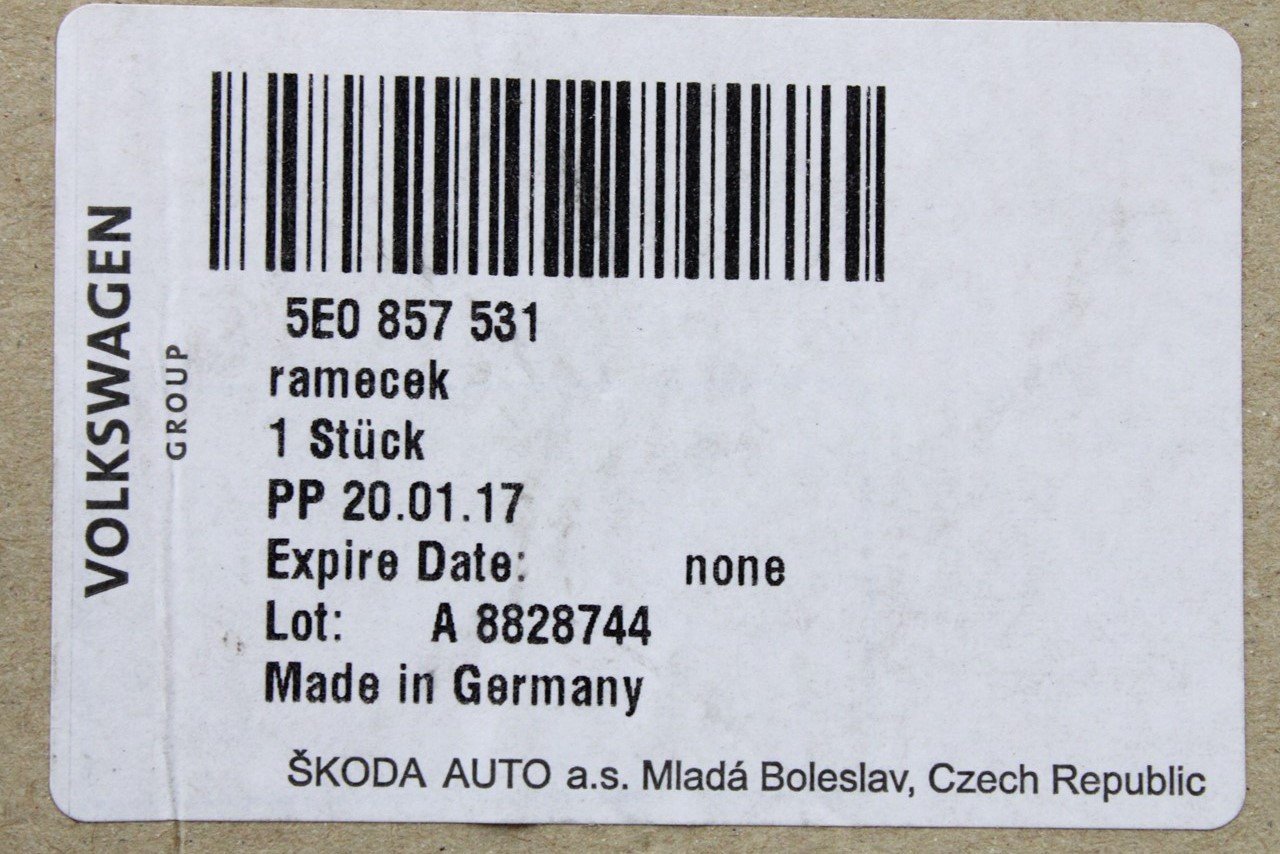 VOLKSWAGEN
GROUP
5E0 857 531
ramecek
1 Stück
PP 20.01.17
Expire Date: none
Lot: A 8828744
Made in Germany
ŠKODA AUTO a.s. Mladá Boleslav, Czech Republic